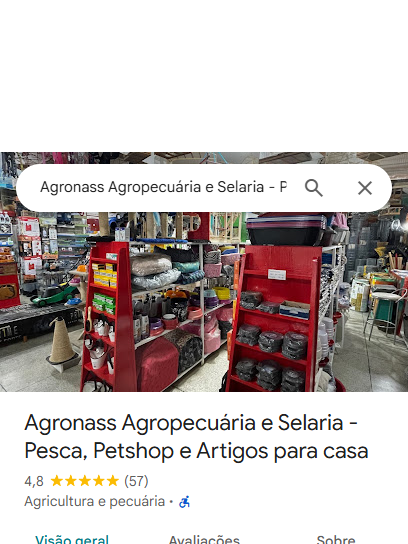 Agronass Agropecuária e Selaria - P
Agronass Agropecuária e Selaria -
Pesca, Petshop e Artigos para casa
4,8 (57)
Agricultura e pecuária ·
Visão geral Avaliações Sobre